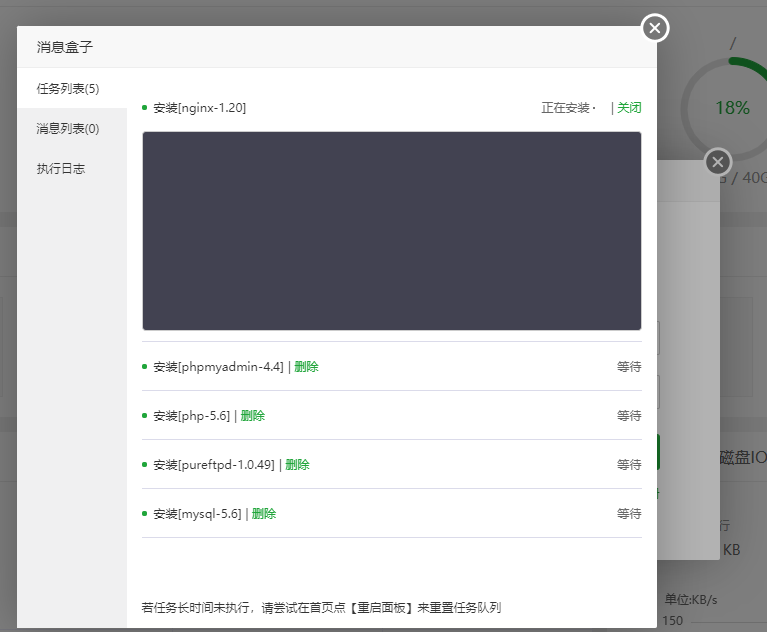 消息盒子
任务列表(5)
消息列表(0)
执行日志
安装[nginx-1.20] 正在安装· | 关闭
安装[phpmyadmin-4.4] | 删除 等待
安装[php-5.6] | 删除 等待
安装[pureftpd-1.0.49] | 删除 等待
安装[mysql-5.6] | 删除 等待
若任务长时间未执行，请尝试在首页点【重启面板】来重置任务队列
/
18%
/ 40G
磁盘IO
行
KB
单位:KB/s
150